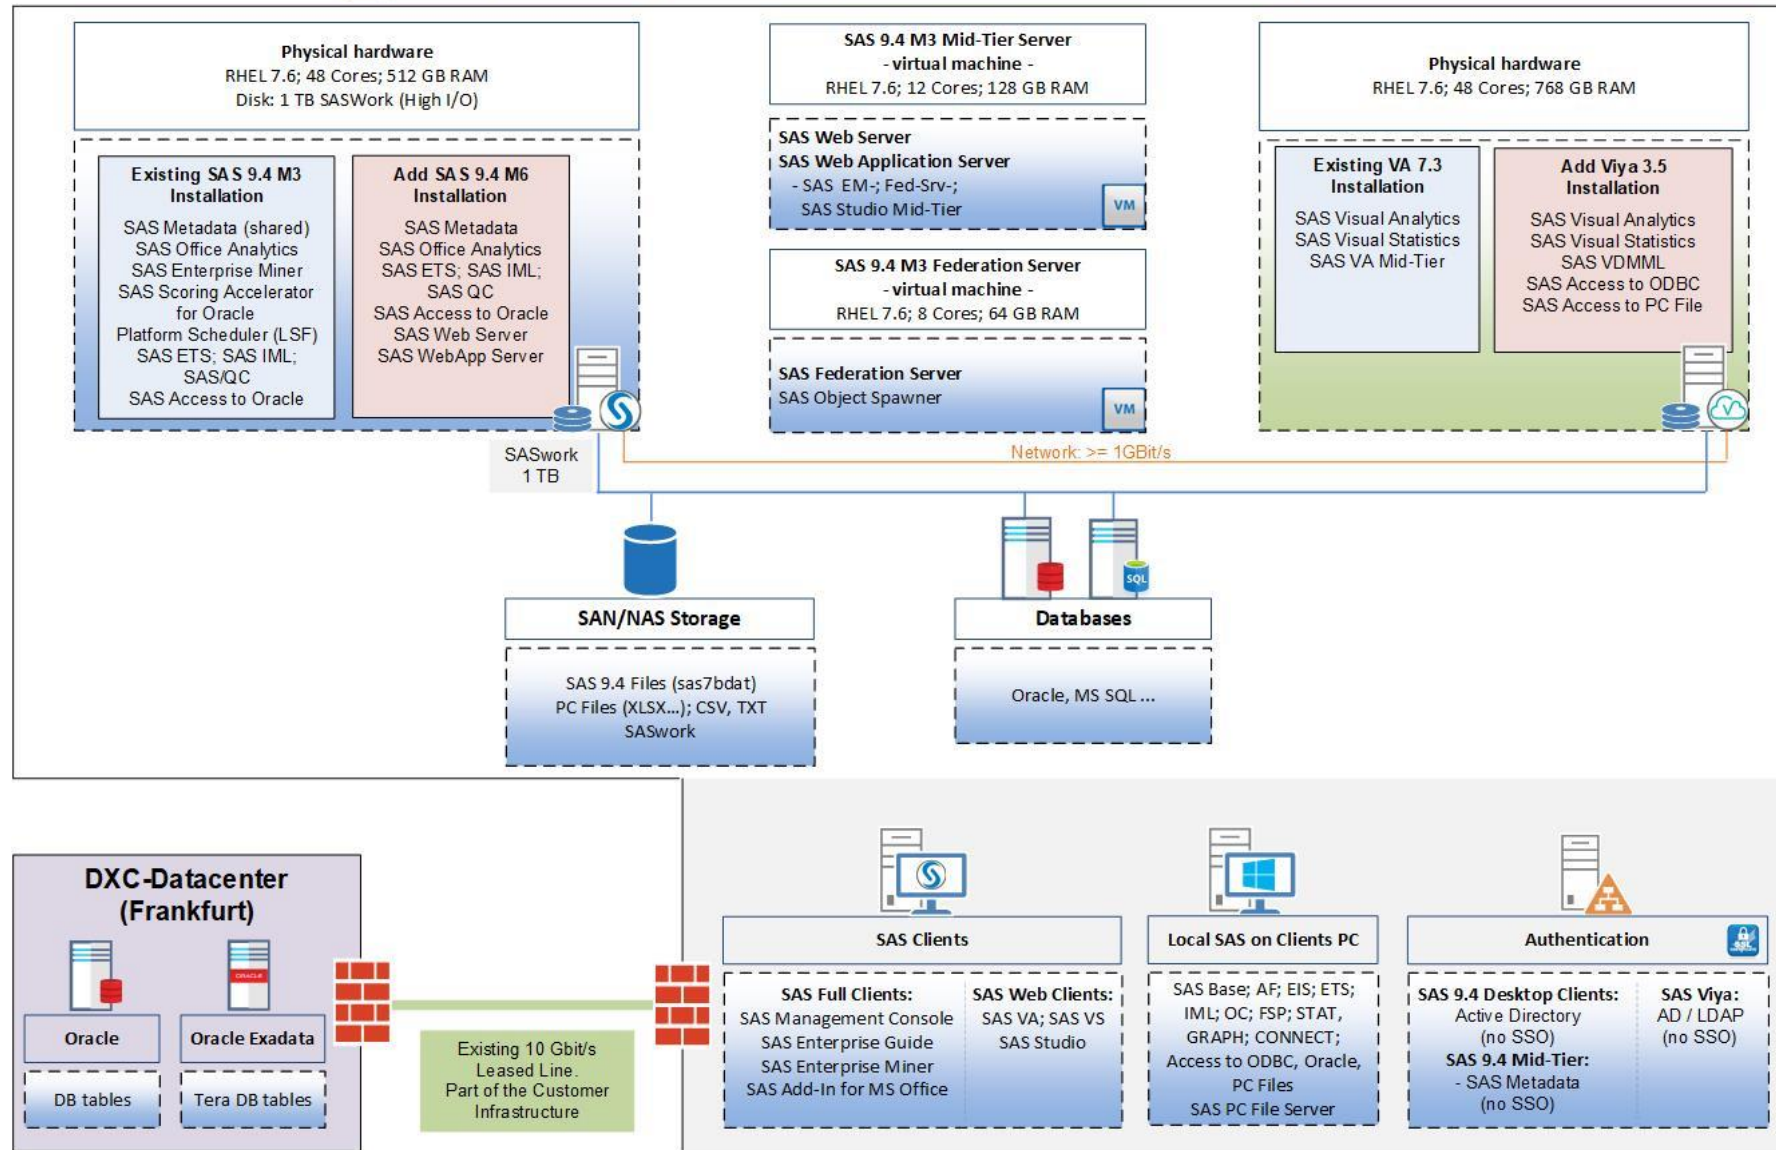 Physical hardware
RHEL 7.6; 48 Cores; 512 GB RAM
Disk: 1 TB SASWork (High I/O)
Existing SAS 9.4 M3
Installation
SAS Metadata (shared)
SAS Office Analytics
SAS Enterprise Miner
SAS Scoring Accelerator
for Oracle
Platform Scheduler (LSF)
SAS ETS; SAS IML;
SAS/QC
SAS Access to Oracle
Add SAS 9.4 M6
Installation
SAS Metadata
SAS Office Analytics
SAS ETS; SAS IML;
SAS QC
SAS Access to Oracle
SAS Web Server
SAS WebApp Server
SAS 9.4 M3 Mid-Tier Server
- virtual machine -
RHEL 7.6; 12 Cores; 128 GB RAM
SAS Web Server
SAS Web Application Server
- SAS EM-; Fed-Srv-;
SAS Studio Mid-Tier
VM
SAS 9.4 M3 Federation Server
- virtual machine -
RHEL 7.6; 8 Cores; 64 GB RAM
SAS Federation Server
SAS Object Spawner
VM
Physical hardware
RHEL 7.6; 48 Cores; 768 GB RAM
Existing VA 7.3
Installation
SAS Visual Analytics
SAS Visual Statistics
SAS VA Mid-Tier
Add Viya 3.5
Installation
SAS Visual Analytics
SAS Visual Statistics
SAS VDMML
SAS Access to ODBC
SAS Access to PC File
V
SASwork
1 TB
Network: >= 1GBit/s
SQL
SAN/NAS Storage
SAS 9.4 Files (sas7bdat)
PC Files (XLSX...); CSV, TXT
SASwork
Databases
Oracle, MS SQL ...
DXC-Datacenter
(Frankfurt)
ORACLE
Oracle
DB tables
Oracle Exadata
Tera DB tables
Existing 10 Gbit/s
Leased Line.
Part of the Customer
Infrastructure
SAS Clients
SAS Full Clients:
SAS Management Console
SAS Enterprise Guide
SAS Enterprise Miner
SAS Add-In for MS Office
SAS Web Clients:
SAS VA; SAS VS
SAS Studio
Local SAS on Clients PC
SAS Base; AF; EIS; ETS;
IML; OC; FSP; STAT,
GRAPH; CONNECT;
Access to ODBC, Oracle,
PC Files
SAS PC File Server
Authentication
SSL
SAS 9.4 Desktop Clients:
Active Directory
(no SSO)
SAS 9.4 Mid-Tier:
- SAS Metadata
(no SSO)
SAS Viya:
AD / LDAP
(no SSO)